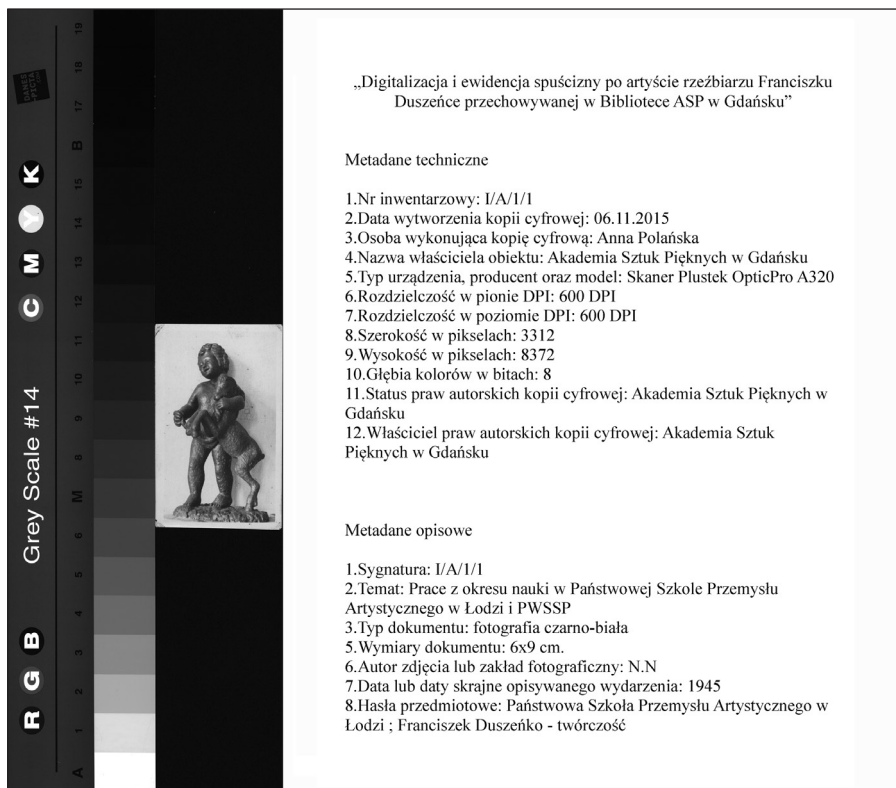 „Digitalizacja i ewidencja spuścizny po artyście rzeźbiarzu Franciszku
Duszeńce przechowywanej w Bibliotece ASP w Gdańsku”
Metadane techniczne
1.Nr inwentarzowy: I/A/1/1
2.Data wytworzenia kopii cyfrowej: 06.11.2015
3.Osoba wykonująca kopię cyfrową: Anna Polańska
4.Nazwa właściciela obiektu: Akademia Sztuk Pięknych w Gdańsku
5.Typ urządzenia, producent oraz model: Skaner Plustek OpticPro A320
6.Rozdzielczość w pionie DPI: 600 DPI
7.Rozdzielczość w poziomie DPI: 600 DPI
8.Szerokość w pikselach: 3312
9.Wysokość w pikselach: 8372
10.Głębia kolorów w bitach: 8
11.Status praw autorskich kopii cyfrowej: Akademia Sztuk Pięknych w
Gdańsku
12.Właściciel praw autorskich kopii cyfrowej: Akademia Sztuk
Pięknych w Gdańsku
Metadane opisowe
1.Sygnatura: I/A/1/1
2.Temat: Prace z okresu nauki w Państwowej Szkole Przemysłu
Artystycznego w Łodzi i PWSSP
3.Typ dokumentu: fotografia czarno-biała
5.Wymiary dokumentu: 6x9 cm.
6.Autor zdjęcia lub zakład fotograficzny: N.N
7.Data lub daty skrajne opisywanego wydarzenia: 1945
8.Hasła przedmiotowe: Państwowa Szkoła Przemysłu Artystycznego w
Łodzi ; Franciszek Duszeńko - twórczość
R G B Grey Scale #14 C M Y K
DANES
PICTA
A 1 2 3 4 5 6 M 8 9 10 11 12 13 14 15 B 17 18 19